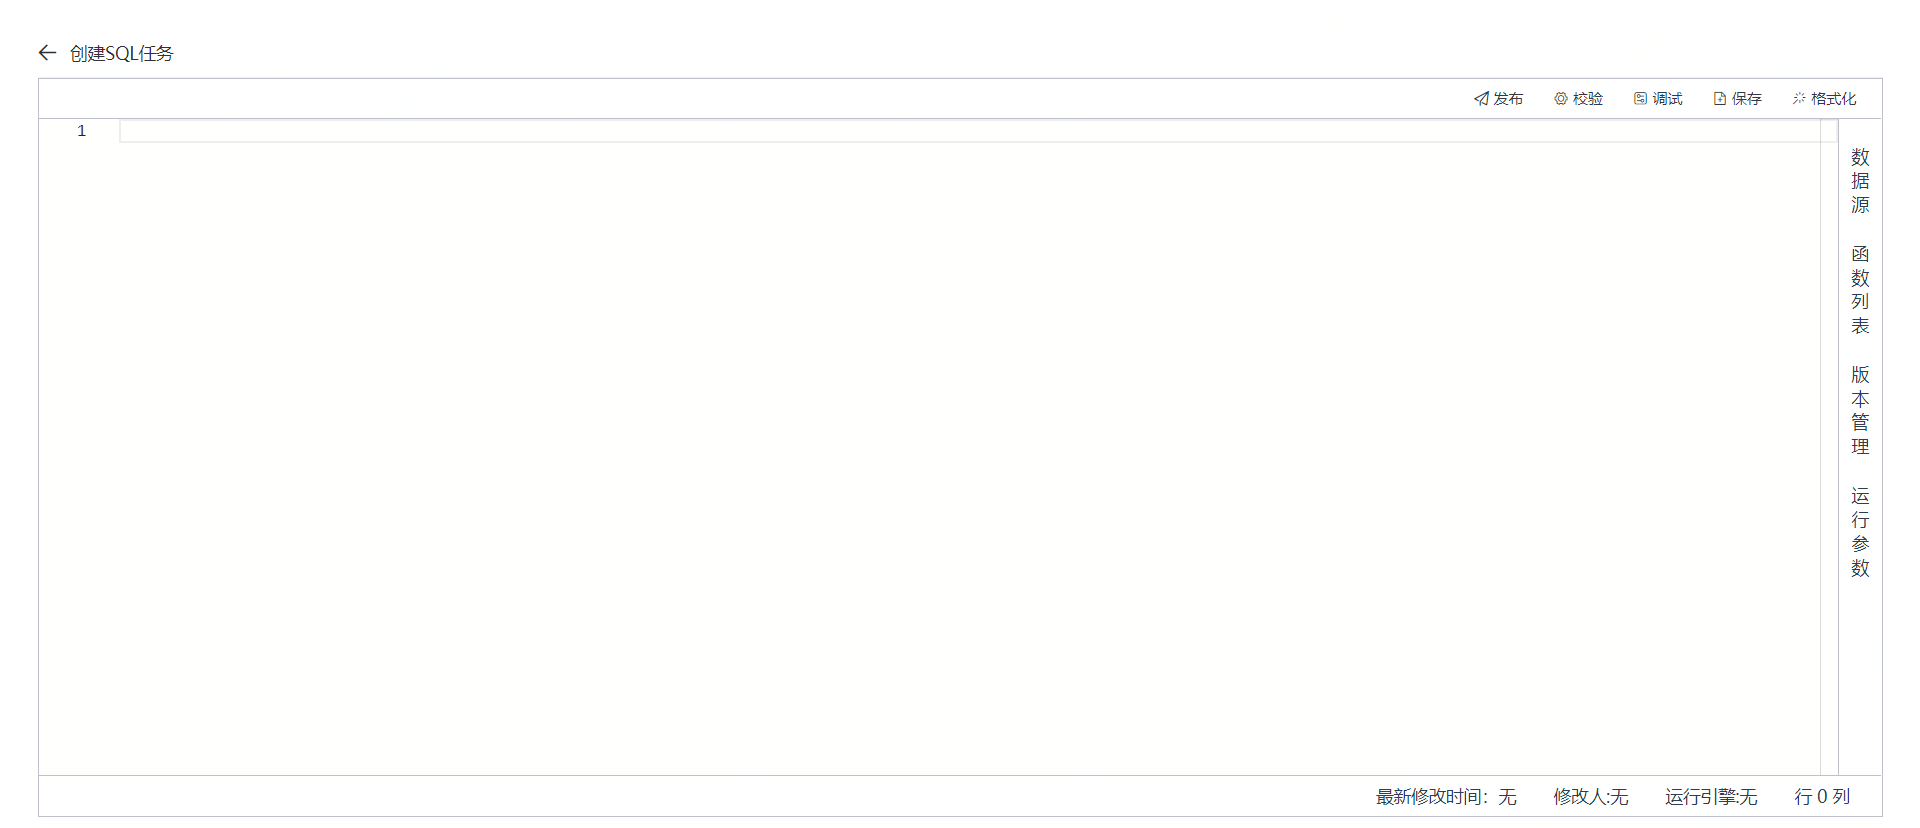 创建SQL任务
发布 校验 调试 保存 格式化
1
数据源
函数列表
版本管理
运行参数
最新修改时间：无 修改人:无 运行引擎:无 行 0 列